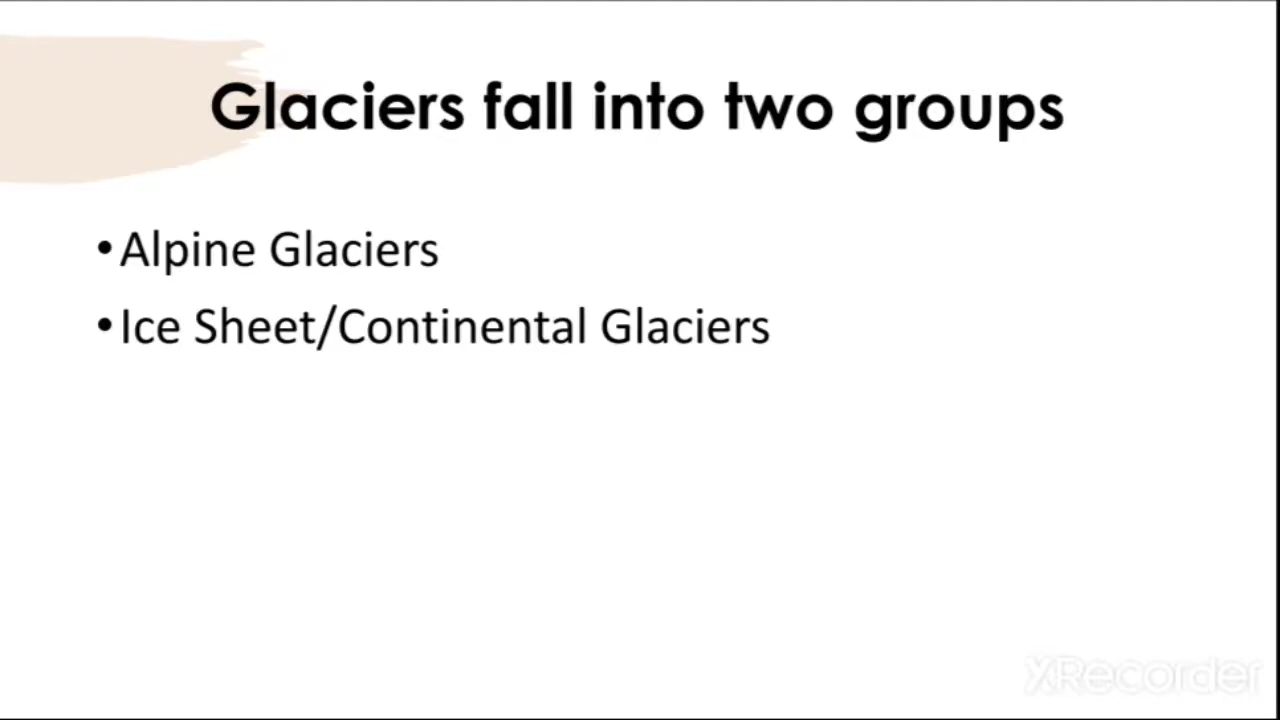 Glaciers fall into two groups
•Alpine Glaciers
•Ice Sheet/Continental Glaciers
XRecorder